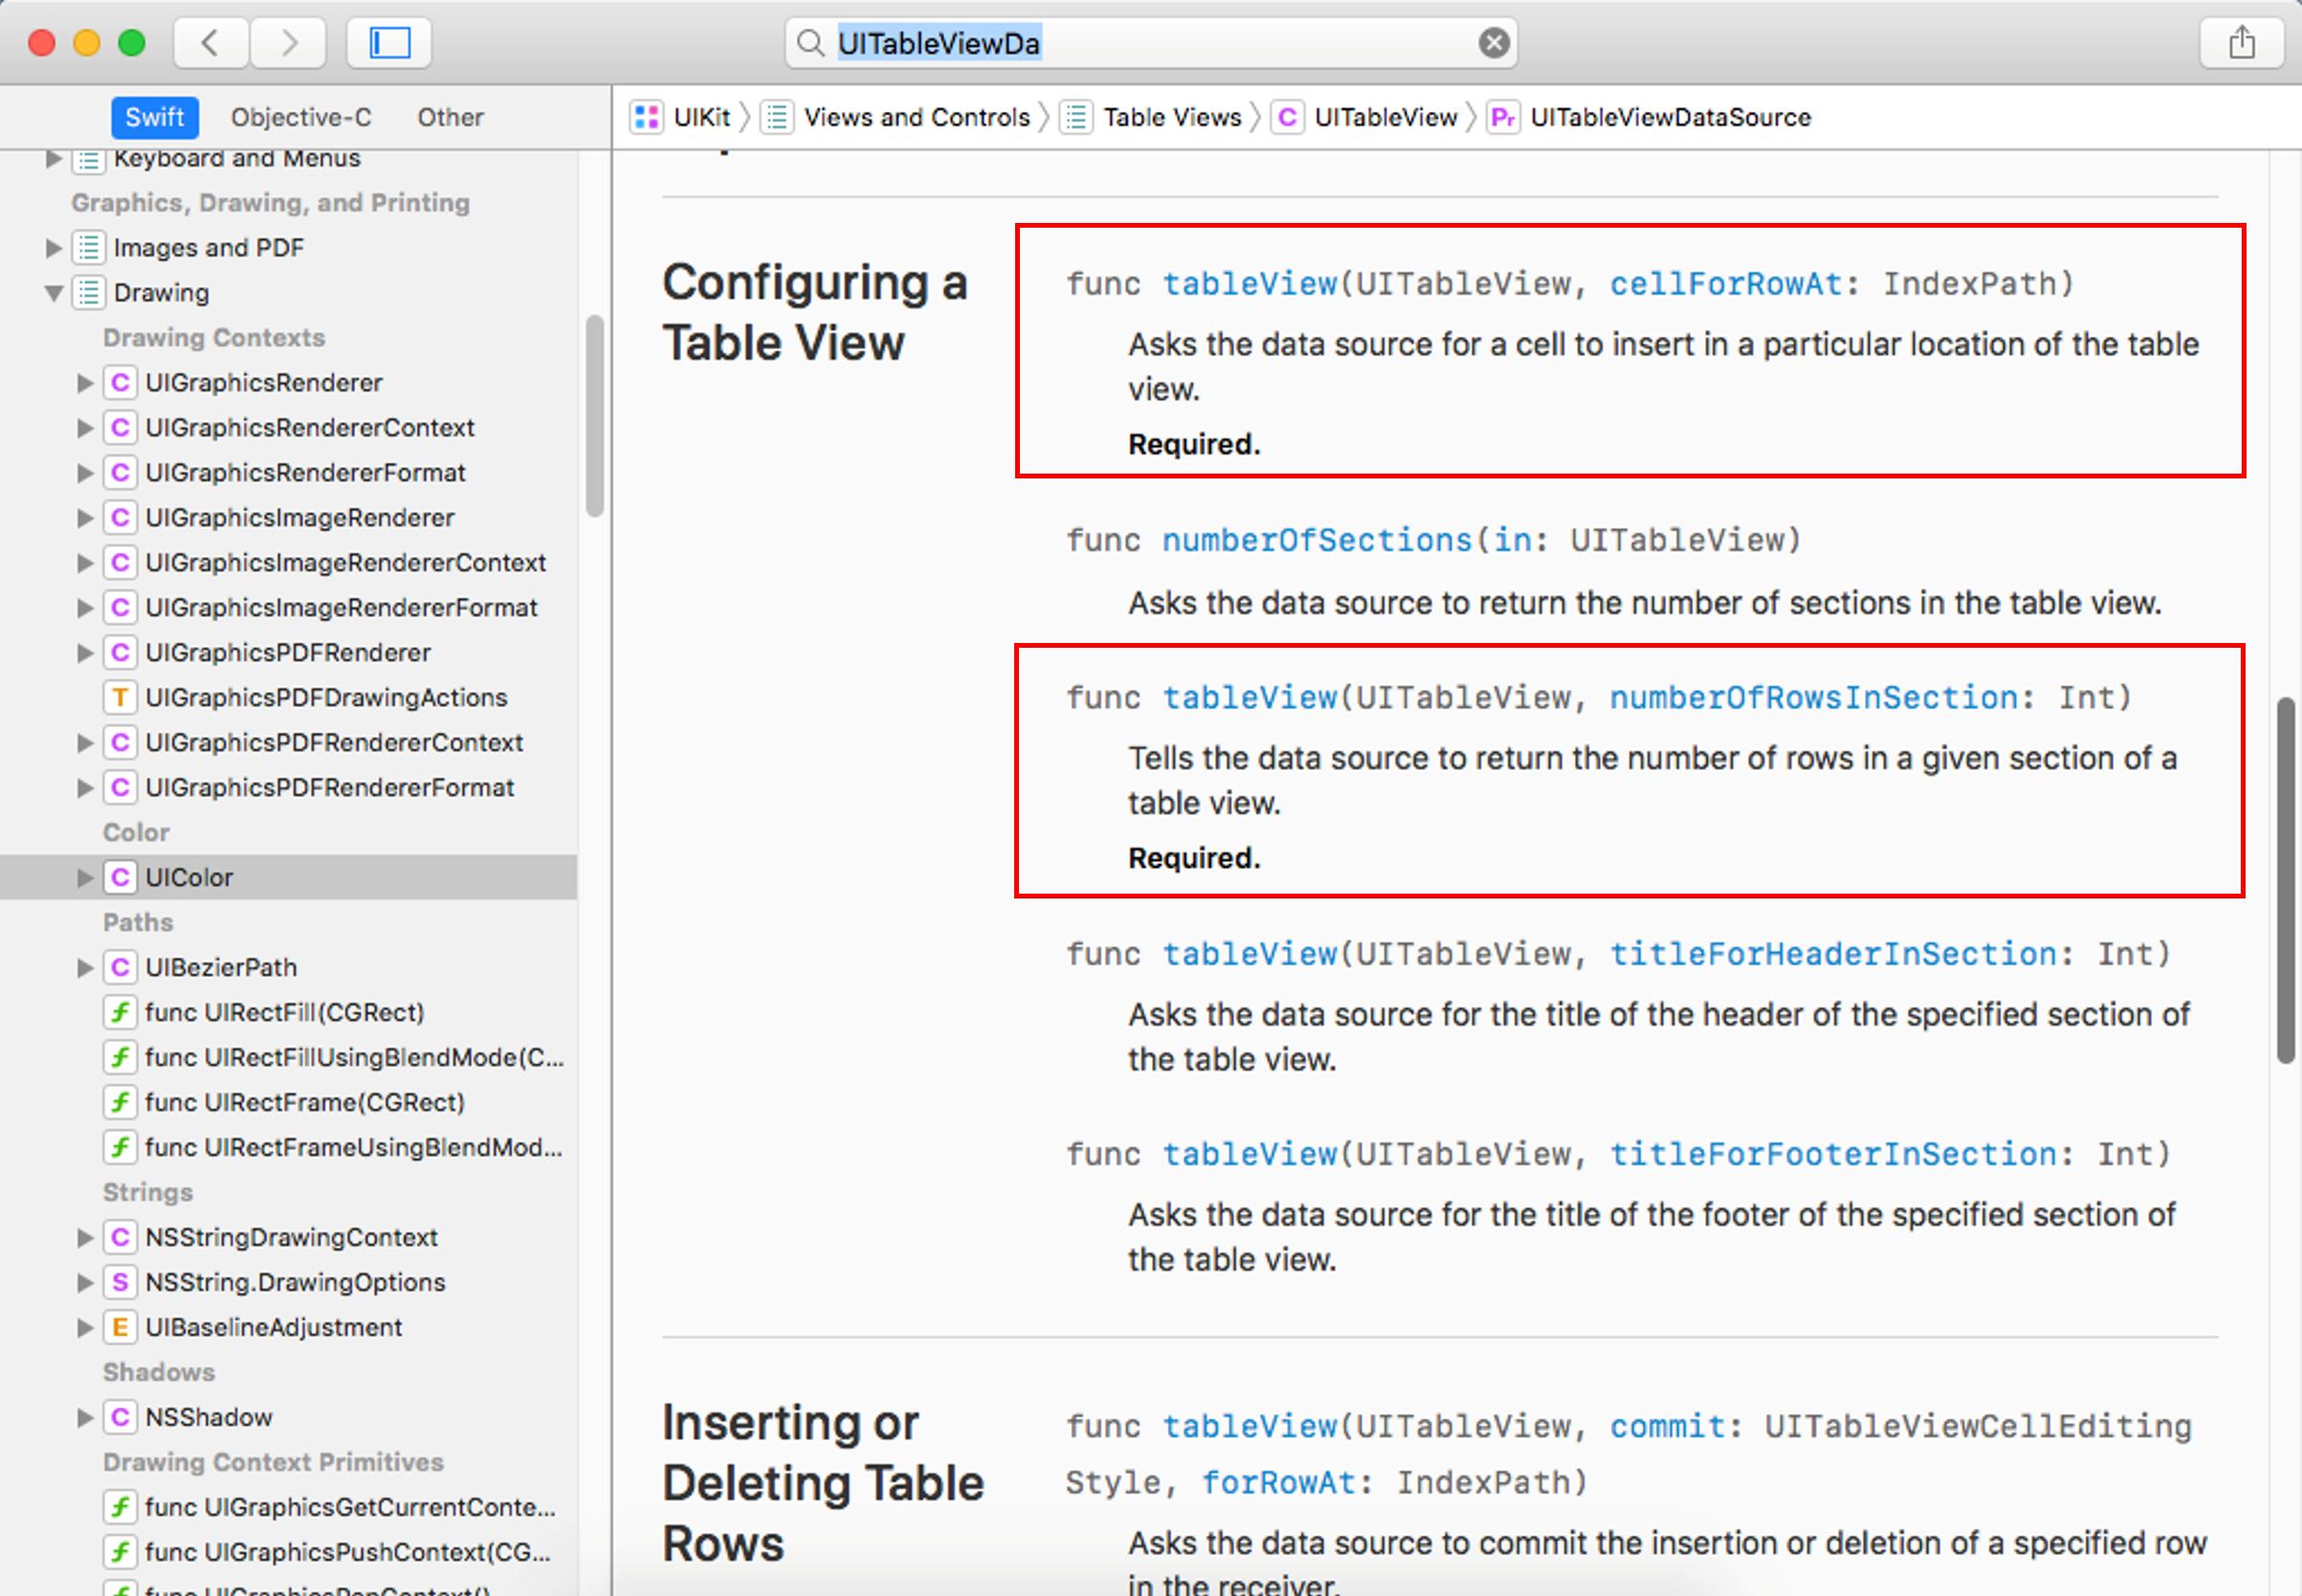 UITableViewDa
Swift Objective-C Other
UIKit Views and Controls Table Views C UITableView Pr UITableViewDataSource
Keyboard and Menus
Graphics, Drawing, and Printing
Images and PDF
Drawing
Drawing Contexts
C UIGraphicsRenderer
C UIGraphicsRendererContext
C UIGraphicsRendererFormat
C UIGraphicsImageRenderer
C UIGraphicsImageRendererContext
C UIGraphicsImageRendererFormat
C UIGraphicsPDFRenderer
T UIGraphicsPDFDrawingActions
C UIGraphicsPDFRendererContext
C UIGraphicsPDFRendererFormat
Color
C UIColor
Paths
C UIBezierPath
f func UIRectFill(CGRect)
f func UIRectFillUsingBlendMode(C...
f func UIRectFrame(CGRect)
f func UIRectFrameUsingBlendMod...
Strings
C NSStringDrawingContext
S NSString.DrawingOptions
E UIBaselineAdjustment
Shadows
C NSShadow
Drawing Context Primitives
f func UIGraphicsGetCurrentConte...
f func UIGraphicsPushContext(CG...
f func UIGraphicsPopContext()
Configuring a
Table View
func tableView(UITableView, cellForRowAt: IndexPath)
Asks the data source for a cell to insert in a particular location of the table
view.
Required.
func numberOfSections(in: UITableView)
Asks the data source to return the number of sections in the table view.
func tableView(UITableView, numberOfRowsInSection: Int)
Tells the data source to return the number of rows in a given section of a
table view.
Required.
func tableView(UITableView, titleForHeaderInSection: Int)
Asks the data source for the title of the header of the specified section of
the table view.
func tableView(UITableView, titleForFooterInSection: Int)
Asks the data source for the title of the footer of the specified section of
the table view.
Inserting or
Deleting Table
Rows
func tableView(UITableView, commit: UITableViewCellEditing
Style, forRowAt: IndexPath)
Asks the data source to commit the insertion or deletion of a specified row
in the receiver.